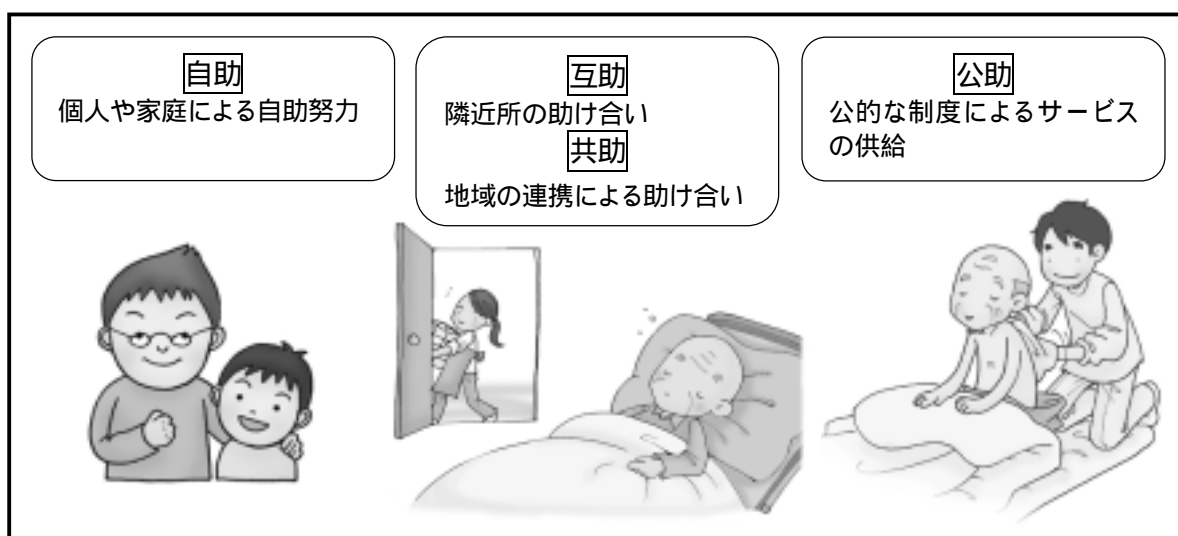 自助
個人や家庭による自助努力
互助
隣近所の助け合い
共助
地域の連携による助け合い
公助
公的な制度によるサービス
の供給